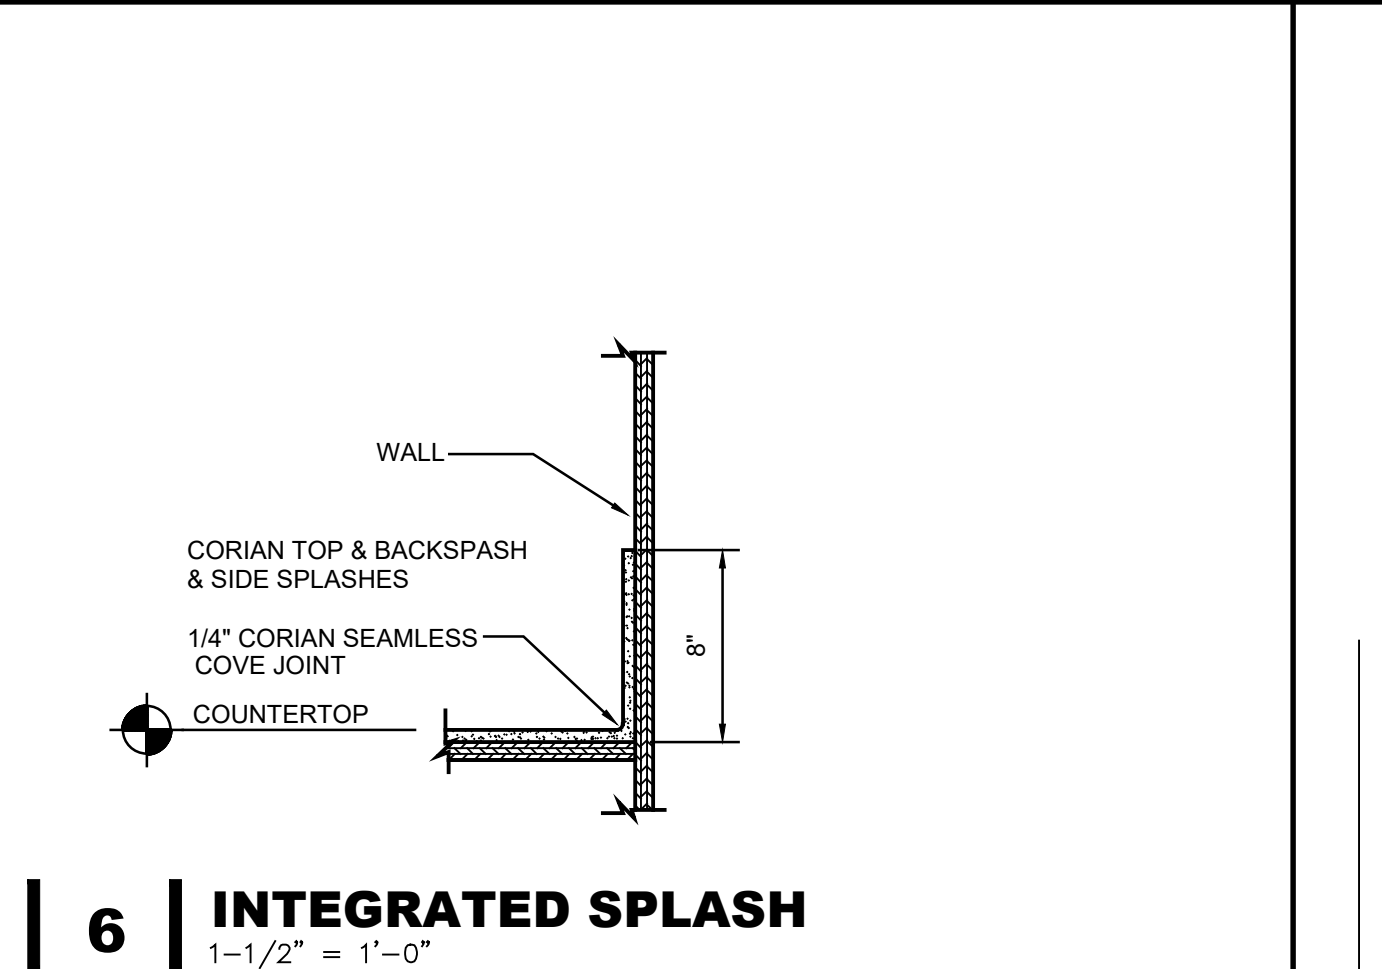 WALL
CORIAN TOP & BACKSPASH
& SIDE SPLASHES
1/4" CORIAN SEAMLESS
COVE JOINT
8"
COUNTERTOP
6
INTEGRATED SPLASH
1-1/2" = 1'-0"